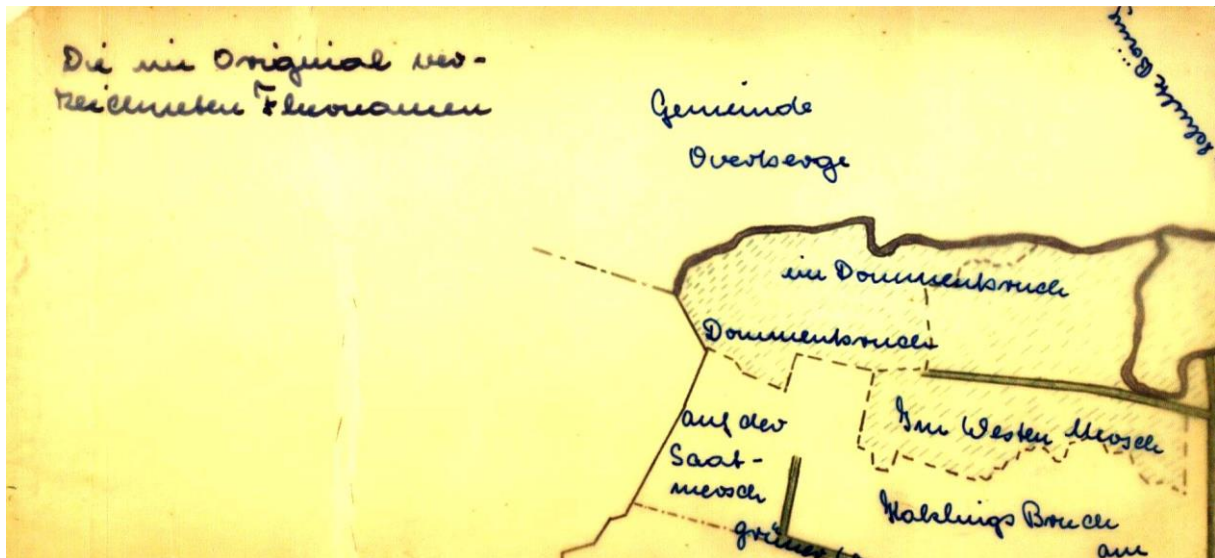 Die im Original ver-
zeichneten Flurnamen
Gemeinde
Overberge
im Dommenbruch
Dommenbruch
auf der
Saat-
mersch
Im Westen Mersch
Bruch
am